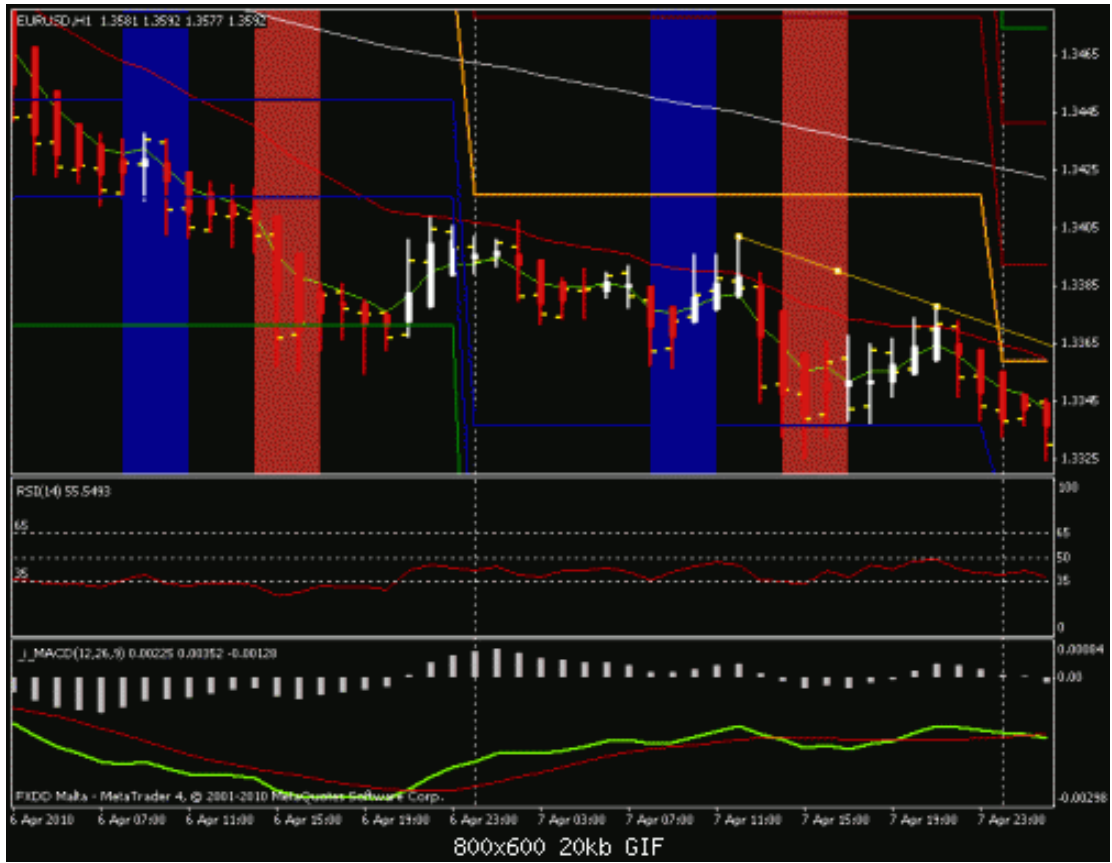 EURUSD,H1 1.3581 1.3592 1.3577 1.3592
1.3465
1.3445
1.3425
1.3405
1.3385
1.3365
1.3345
1.3325
RSI(14) 55.5493
100
65
65
50
35
35
0
_i_MACD(12,26,9) 0.00225 0.00352 -0.00128
0.00084
0.00
-0.00298
FXDD Malta - MetaTrader 4, © 2001-2010 MetaQuotes Software Corp.
6 Apr 2010
6 Apr 07:00
6 Apr 11:00
6 Apr 15:00
6 Apr 19:00
6 Apr 23:00
7 Apr 03:00
7 Apr 07:00
7 Apr 11:00
7 Apr 15:00
7 Apr 19:00
7 Apr 23:00
800x600 20kb GIF